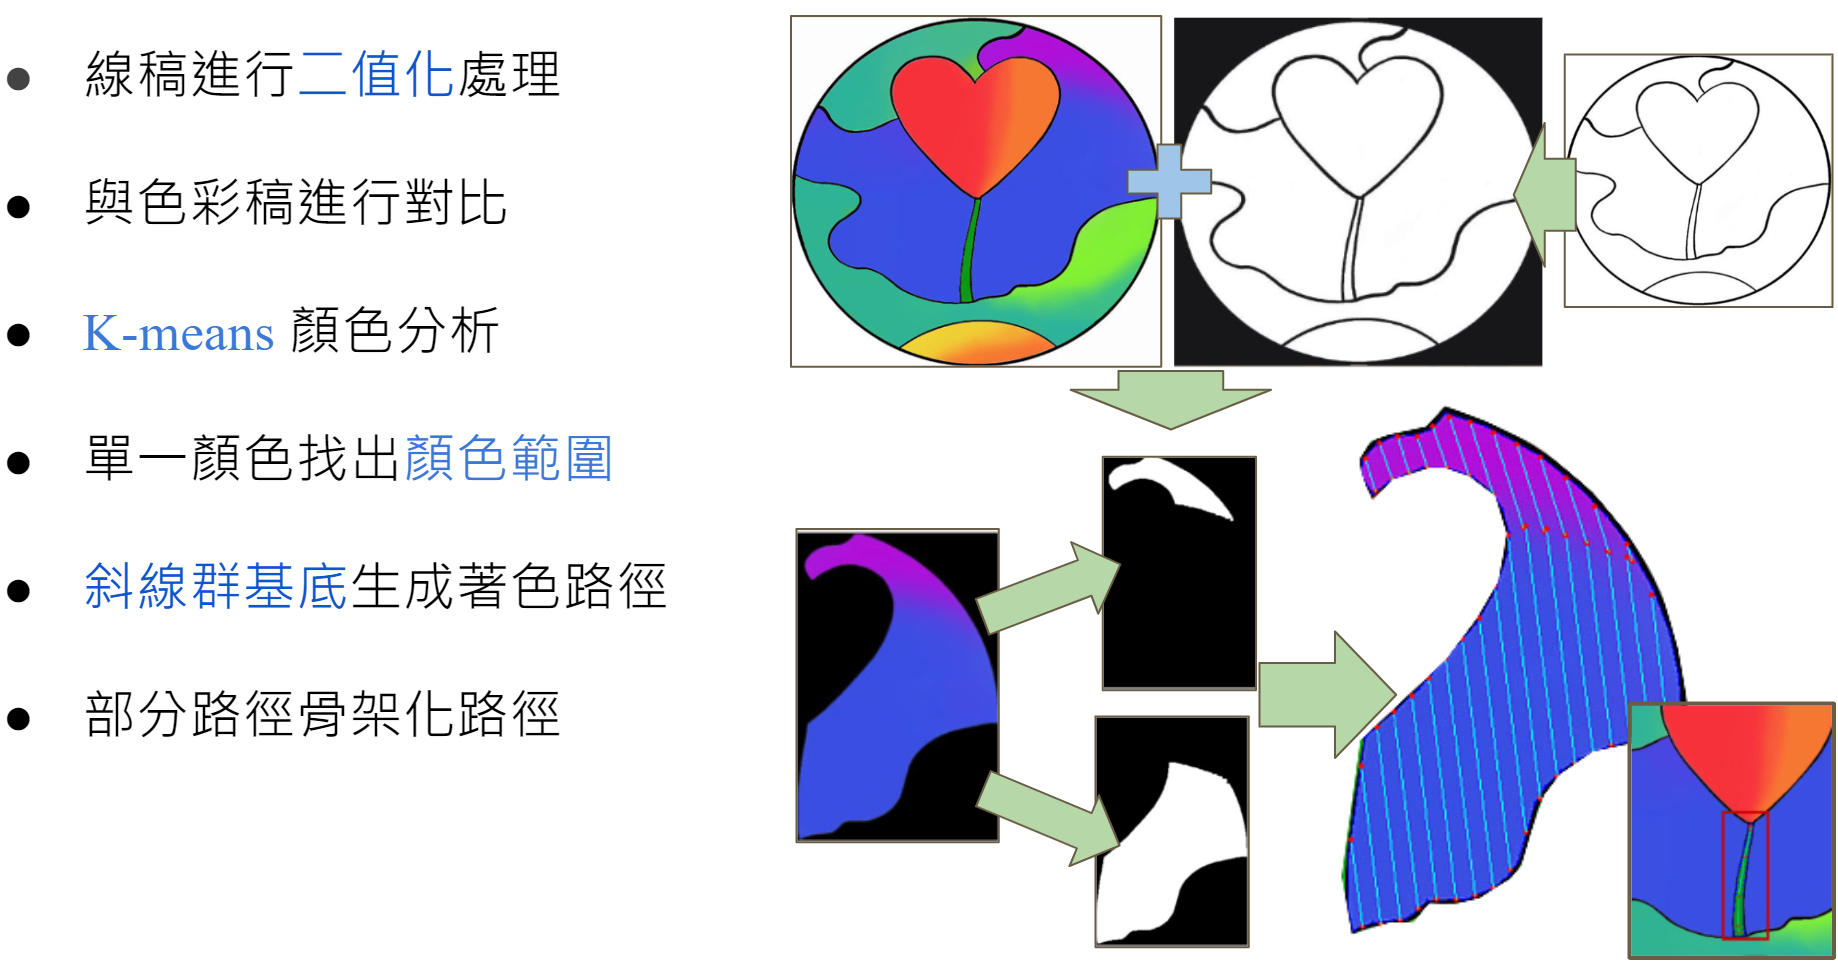 ● 線稿進行二值化處理
● 與色彩稿進行對比
● K-means 顏色分析
● 單一顏色找出顏色範圍
● 斜線群基底生成著色路徑
● 部分路徑骨架化路徑